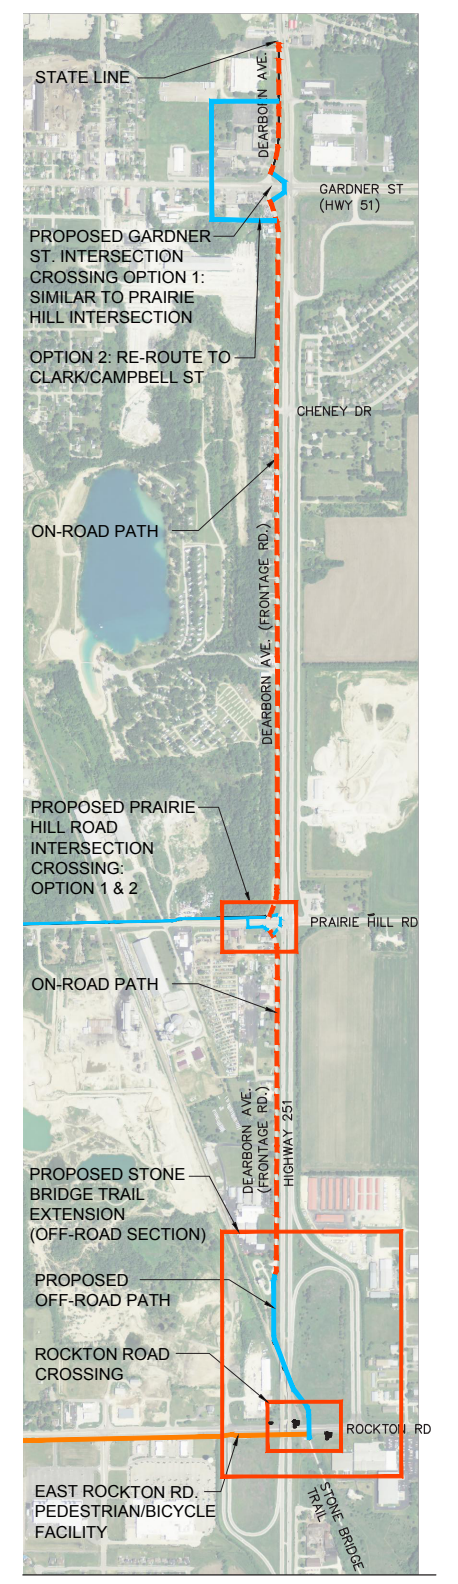 STATE LINE
DEARBORN AVE.
GARDNER ST
(HWY 51)
PROPOSED GARDNER
ST. INTERSECTION
CROSSING OPTION 1:
SIMILAR TO PRAIRIE
HILL INTERSECTION
OPTION 2: RE-ROUTE TO
CLARK/CAMPBELL ST
CHENEY DR
ON-ROAD PATH
DEARBORN AVE. (FRONTAGE RD.)
PROPOSED PRAIRIE
HILL ROAD
INTERSECTION
CROSSING:
OPTION 1 & 2
PRAIRIE HILL RD
ON-ROAD PATH
DEARBORN AVE.
(FRONTAGE RD.)
HIGHWAY 251
PROPOSED STONE
BRIDGE TRAIL
EXTENSION
(OFF-ROAD SECTION)
PROPOSED
OFF-ROAD PATH
ROCKTON ROAD
CROSSING
ROCKTON RD
EAST ROCKTON RD.
PEDESTRIAN/BICYCLE
FACILITY
STONE BRIDGE
TRAIL